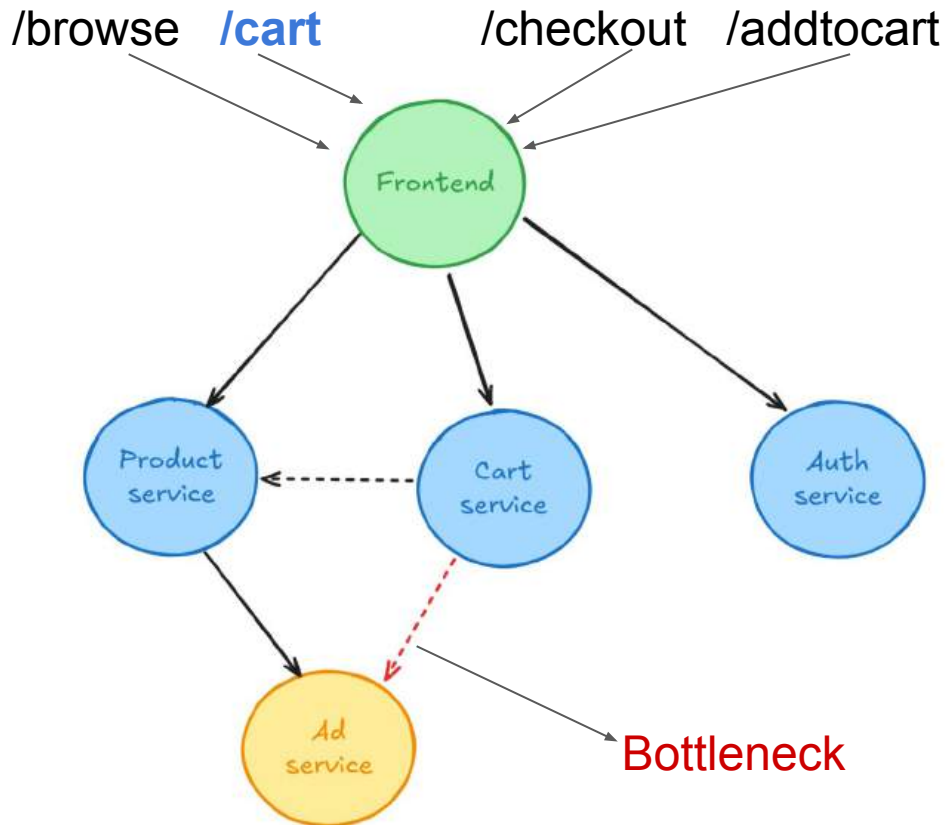 /browse /cart /checkout /addtocart
Frontend
Product
service
Cart
service
Auth
service
Ad
service
Bottleneck